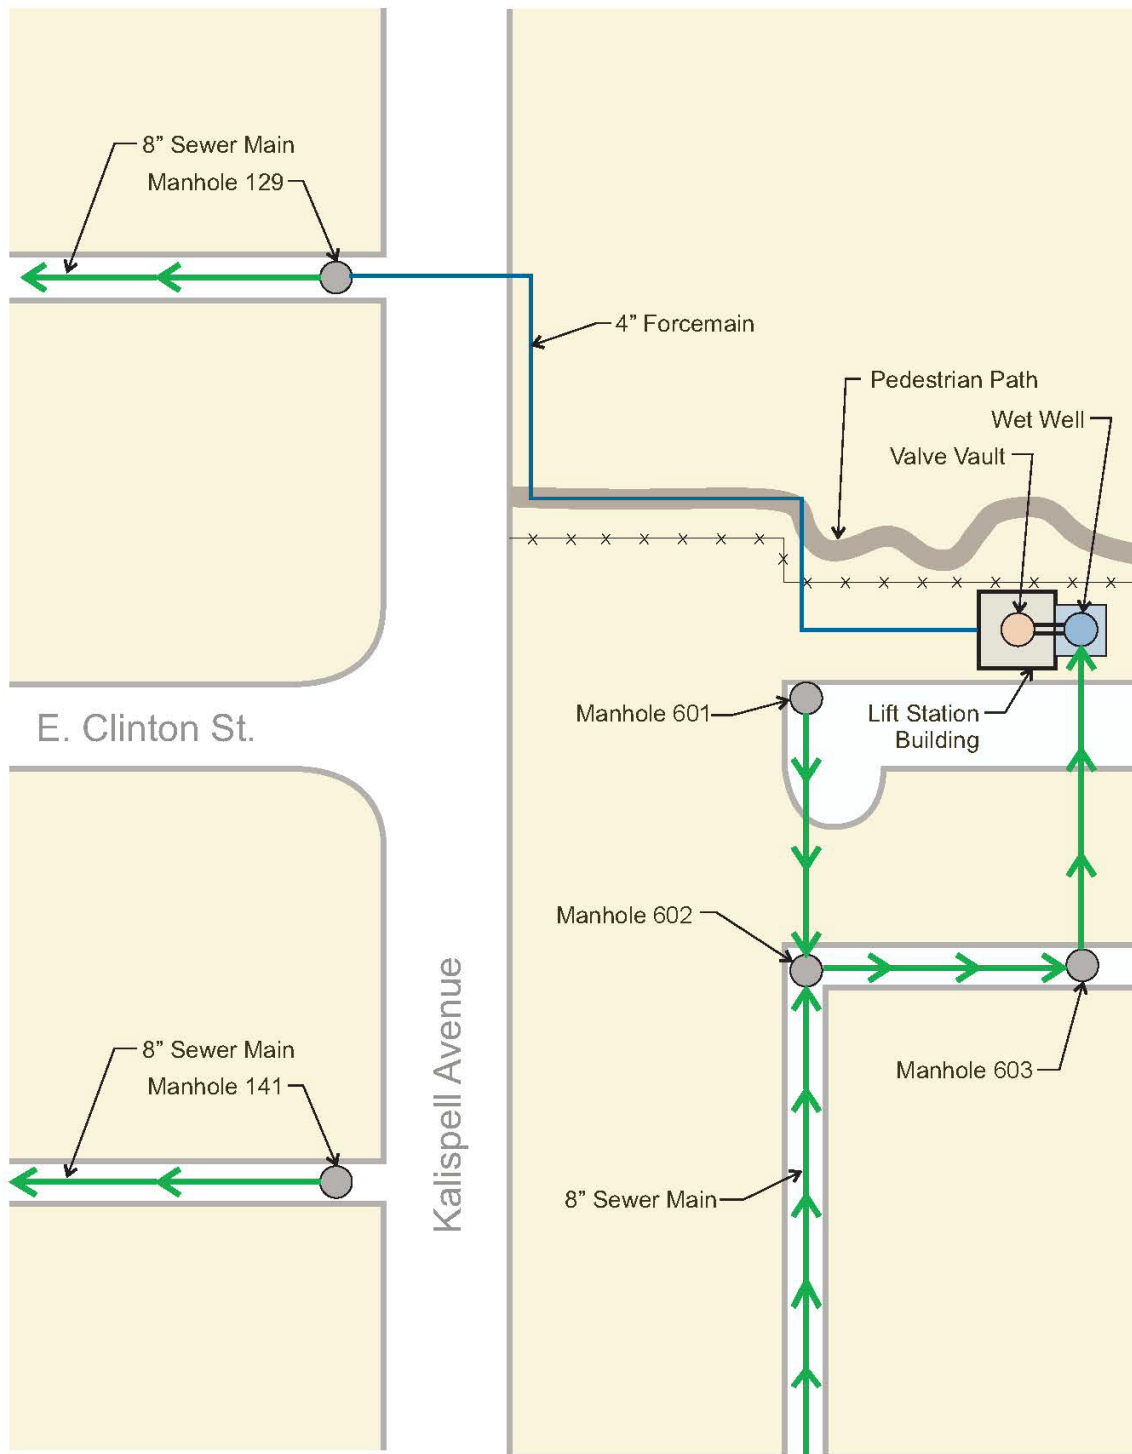 8” Sewer Main
Manhole 129
4” Forcemain
Pedestrian Path
Wet Well
Valve Vault
Manhole 601
Lift Station
Building
E. Clinton St.
Manhole 602
Kalispell Avenue
8” Sewer Main
Manhole 141
Manhole 603
8” Sewer Main